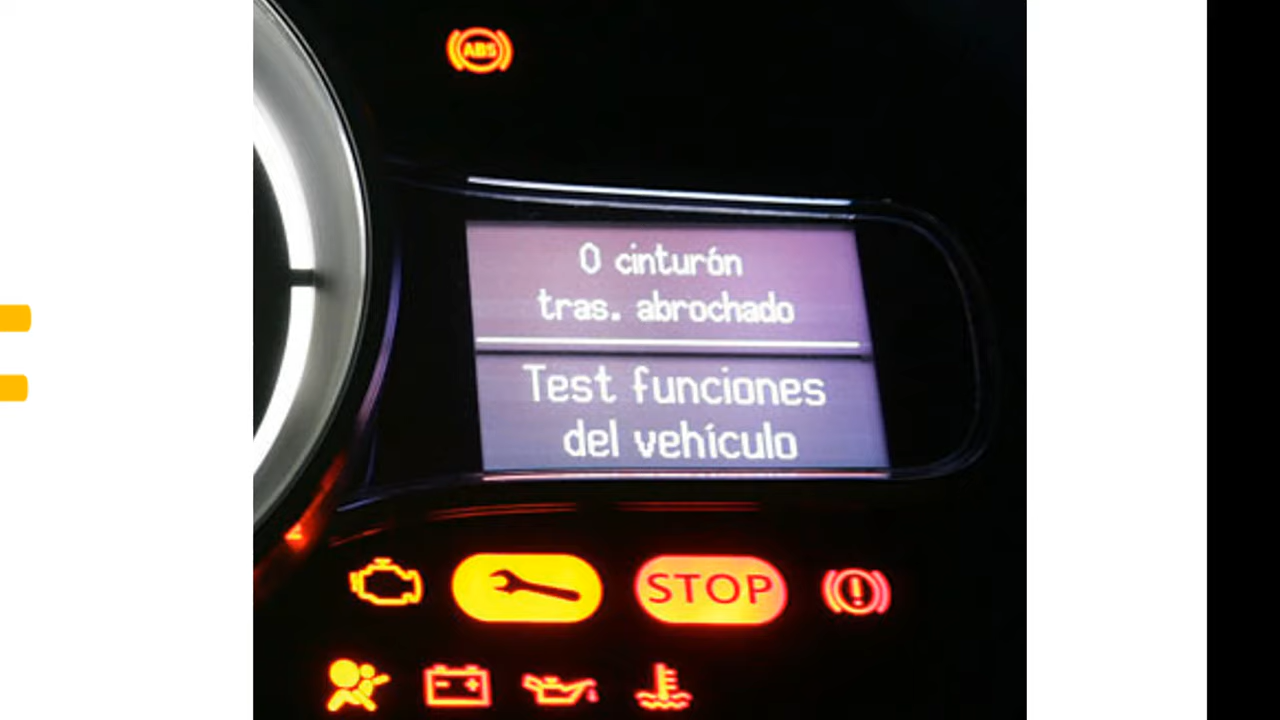 ABS
0 cinturón
tras. abrochado
Test funciones
del vehículo
STOP